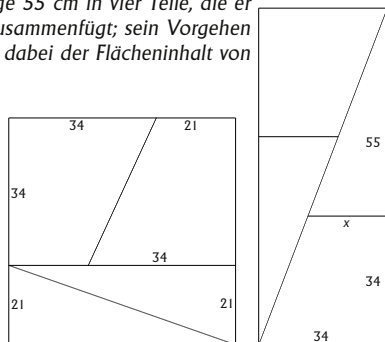 ge 55 cm in vier Teile, die er
usammenfügt; sein Vorgehen
dabei der Flächeninhalt von
34 21
34
34
21 21
55
x
34
34